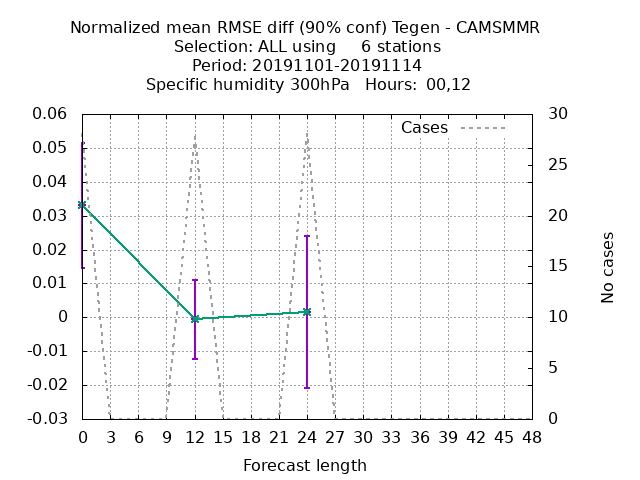 Normalized mean RMSE diff (90% conf) Tegen - CAMSMMR
Selection: ALL using 6 stations
Period: 20191101-20191114
Specific humidity 300hPa Hours: 00,12
Cases
0.06
0.05
0.04
0.03
0.02
0.01
0
-0.01
-0.02
-0.03
30
25
20
15
10
5
0
No cases
0 3 6 9 12 15 18 21 24 27 30 33 36 39 42 45 48
Forecast length